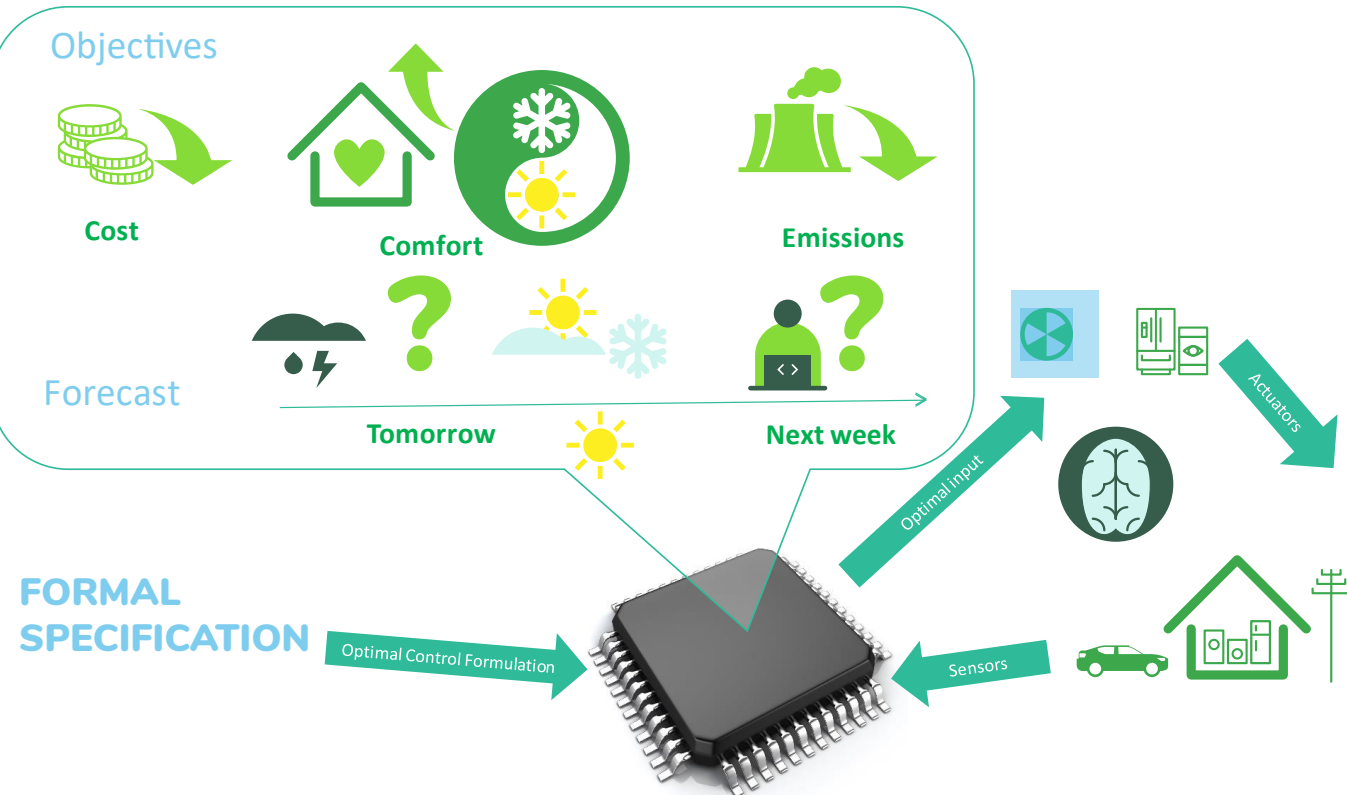 Objectives
Cost
Comfort
Emissions
?
?
Forecast
Tomorrow
Next week
Actuators
Optimal input
FORMAL
SPECIFICATION
Optimal Control Formulation
Sensors
< >